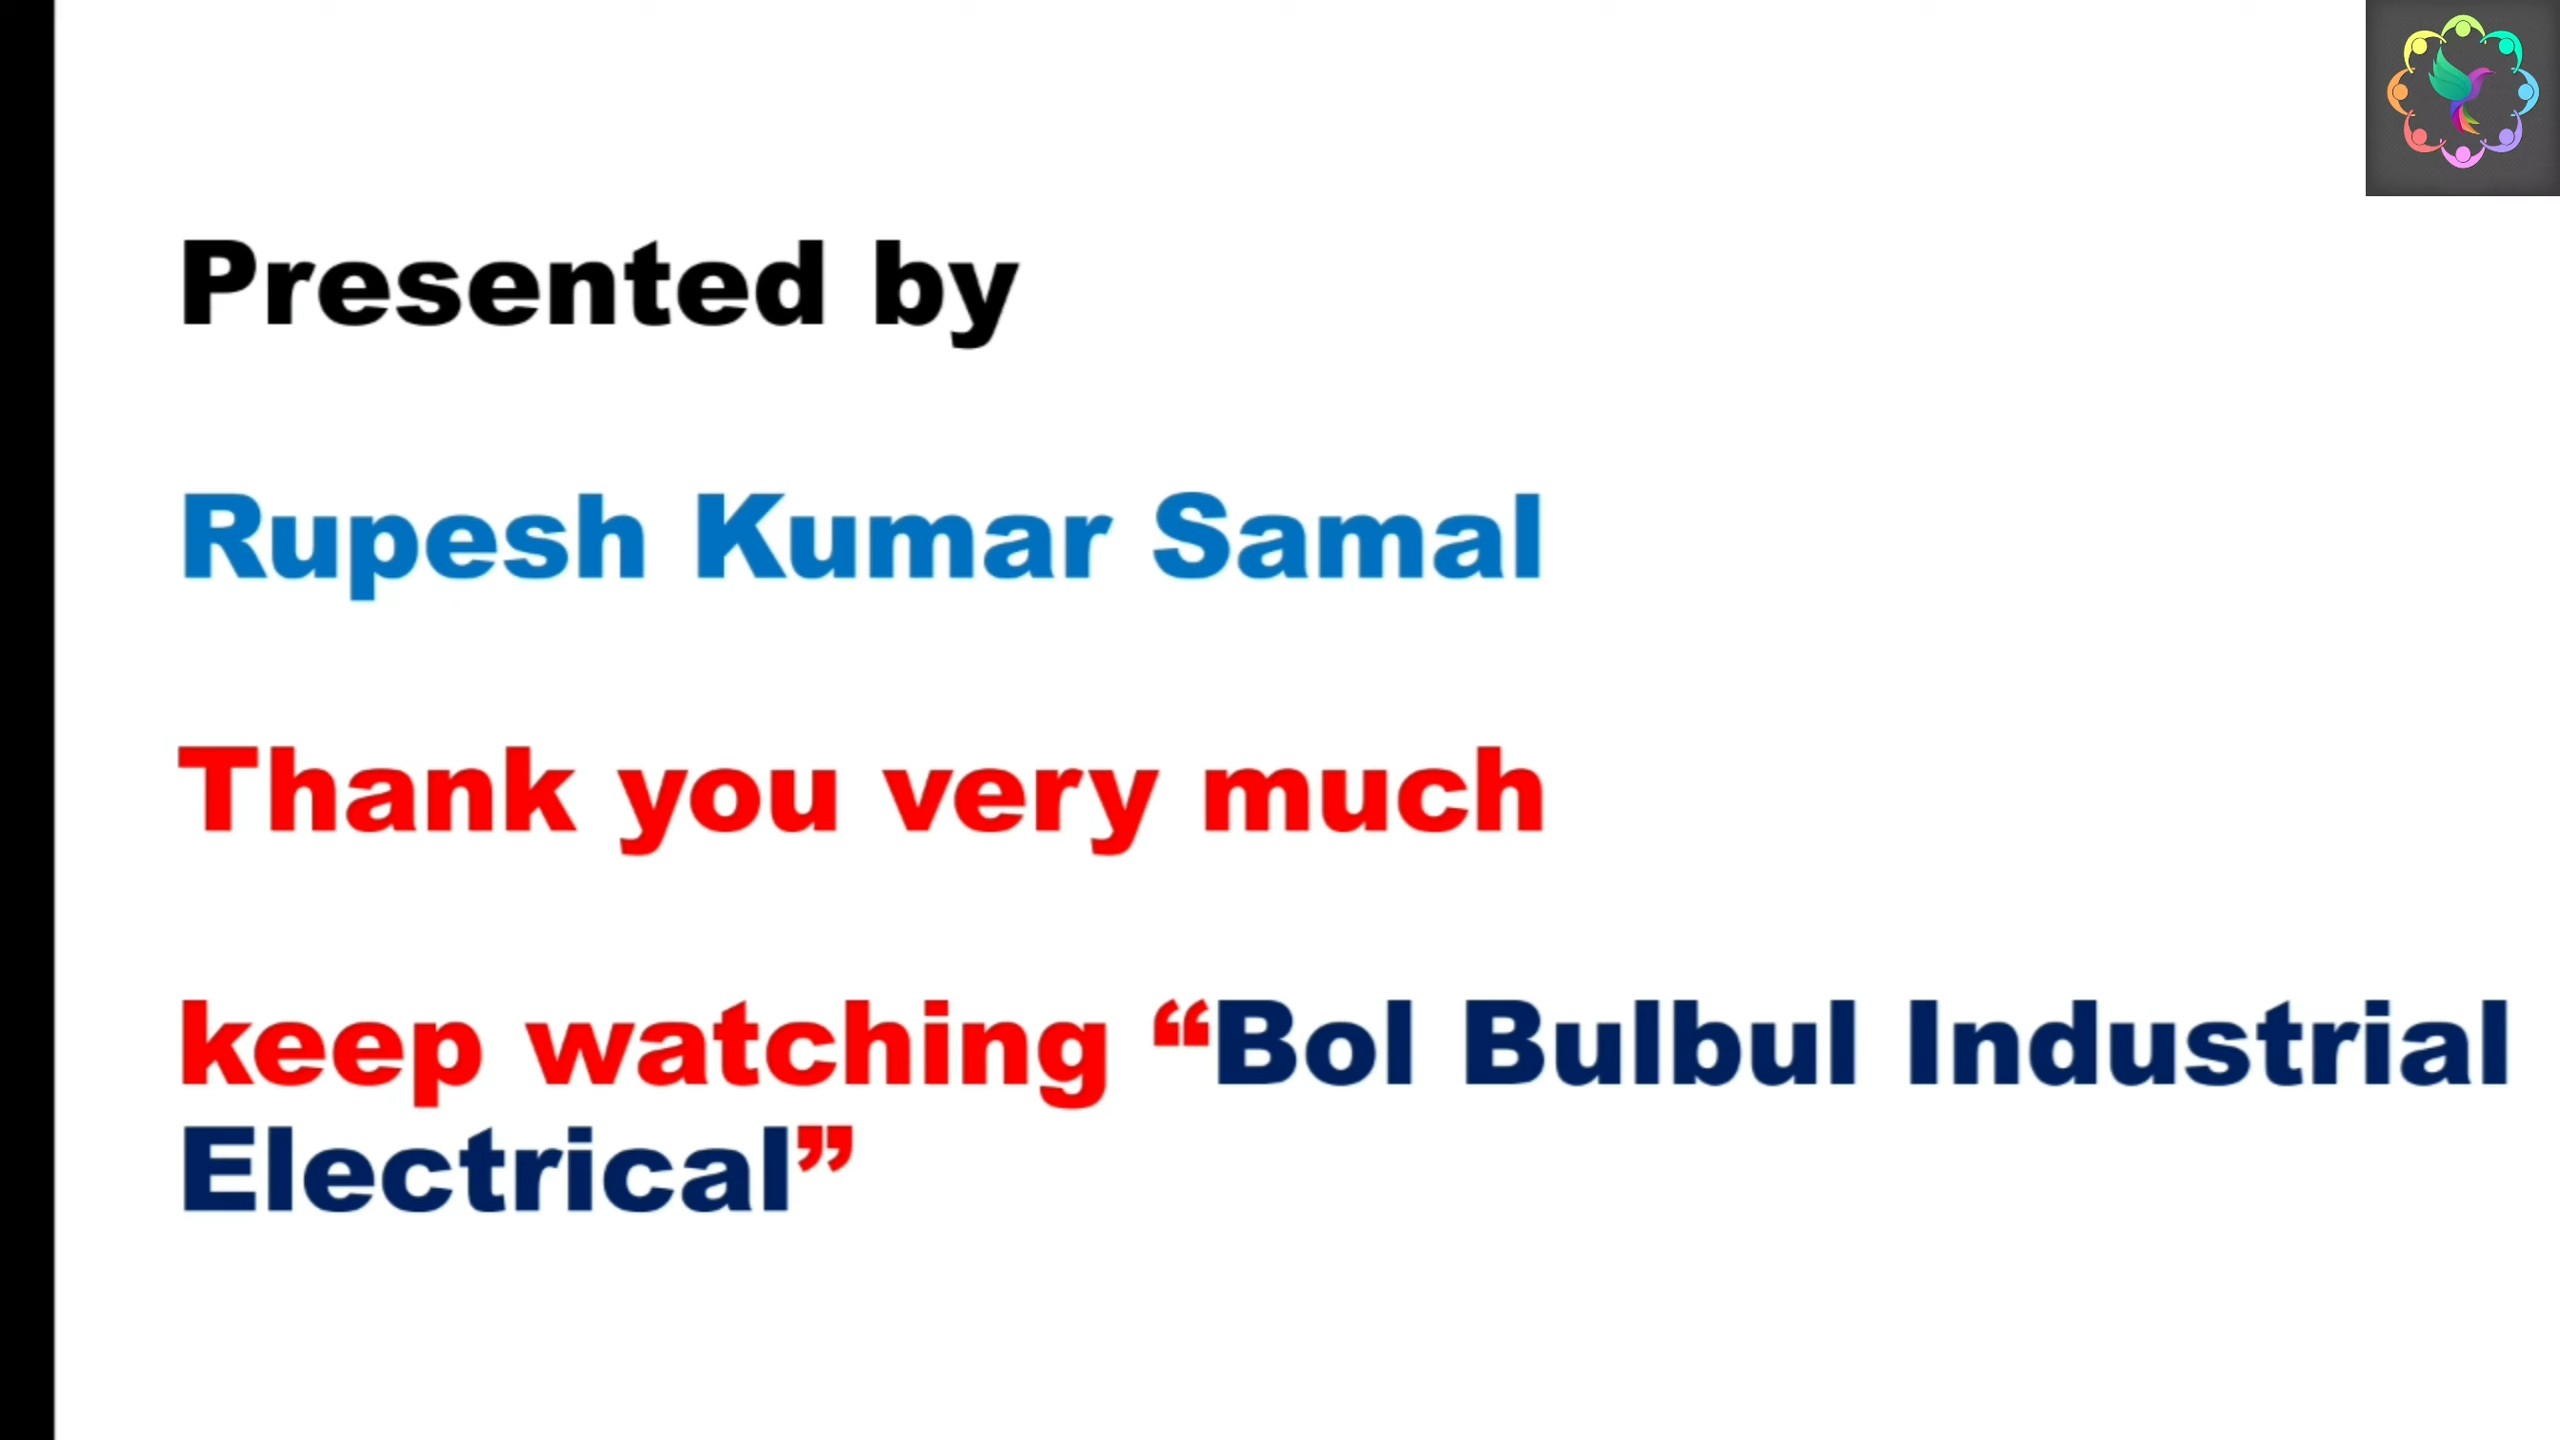 Presented by
Rupesh Kumar Samal
Thank you very much
keep watching “Bol Bulbul Industrial
Electrical”